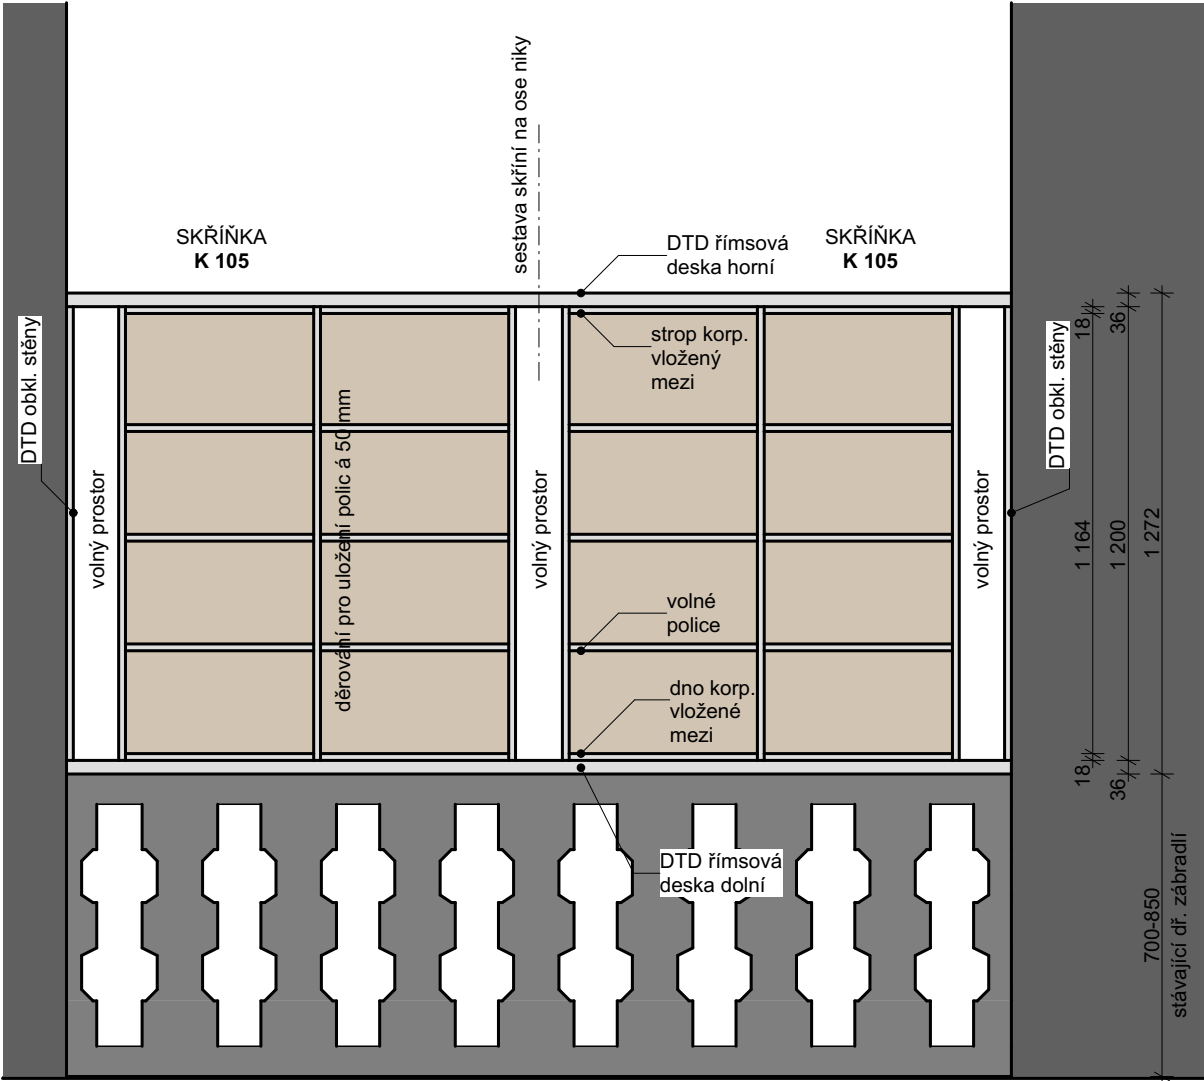 sestava skříní na ose niky
SKŘÍŇKA
K 105
DTD římsová
deska horní
SKŘÍŇKA
K 105
DTD obkl. stěny
strop korp.
vložený
mezi
DTD obkl. stěny
18
36
volný prostor
děrování pro uložení polic á 50 mm
volný prostor
volný prostor
1 164
1 200
1 272
volné
police
dno korp.
vložené
mezi
18
36
DTD římsová
deska dolní
700-850
stávající dř. zábradlí